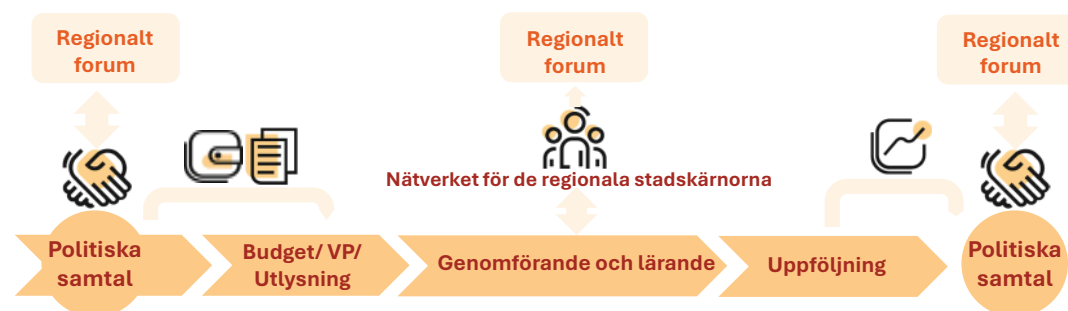 Regionalt
forum
Regionalt
forum
Regionalt
forum
Nätverket för de regionala stadskärnorna
Politiska
samtal
Budget/ VP/
Utlysning
Genomförande och lärande
Uppföljning
Politiska
samtal